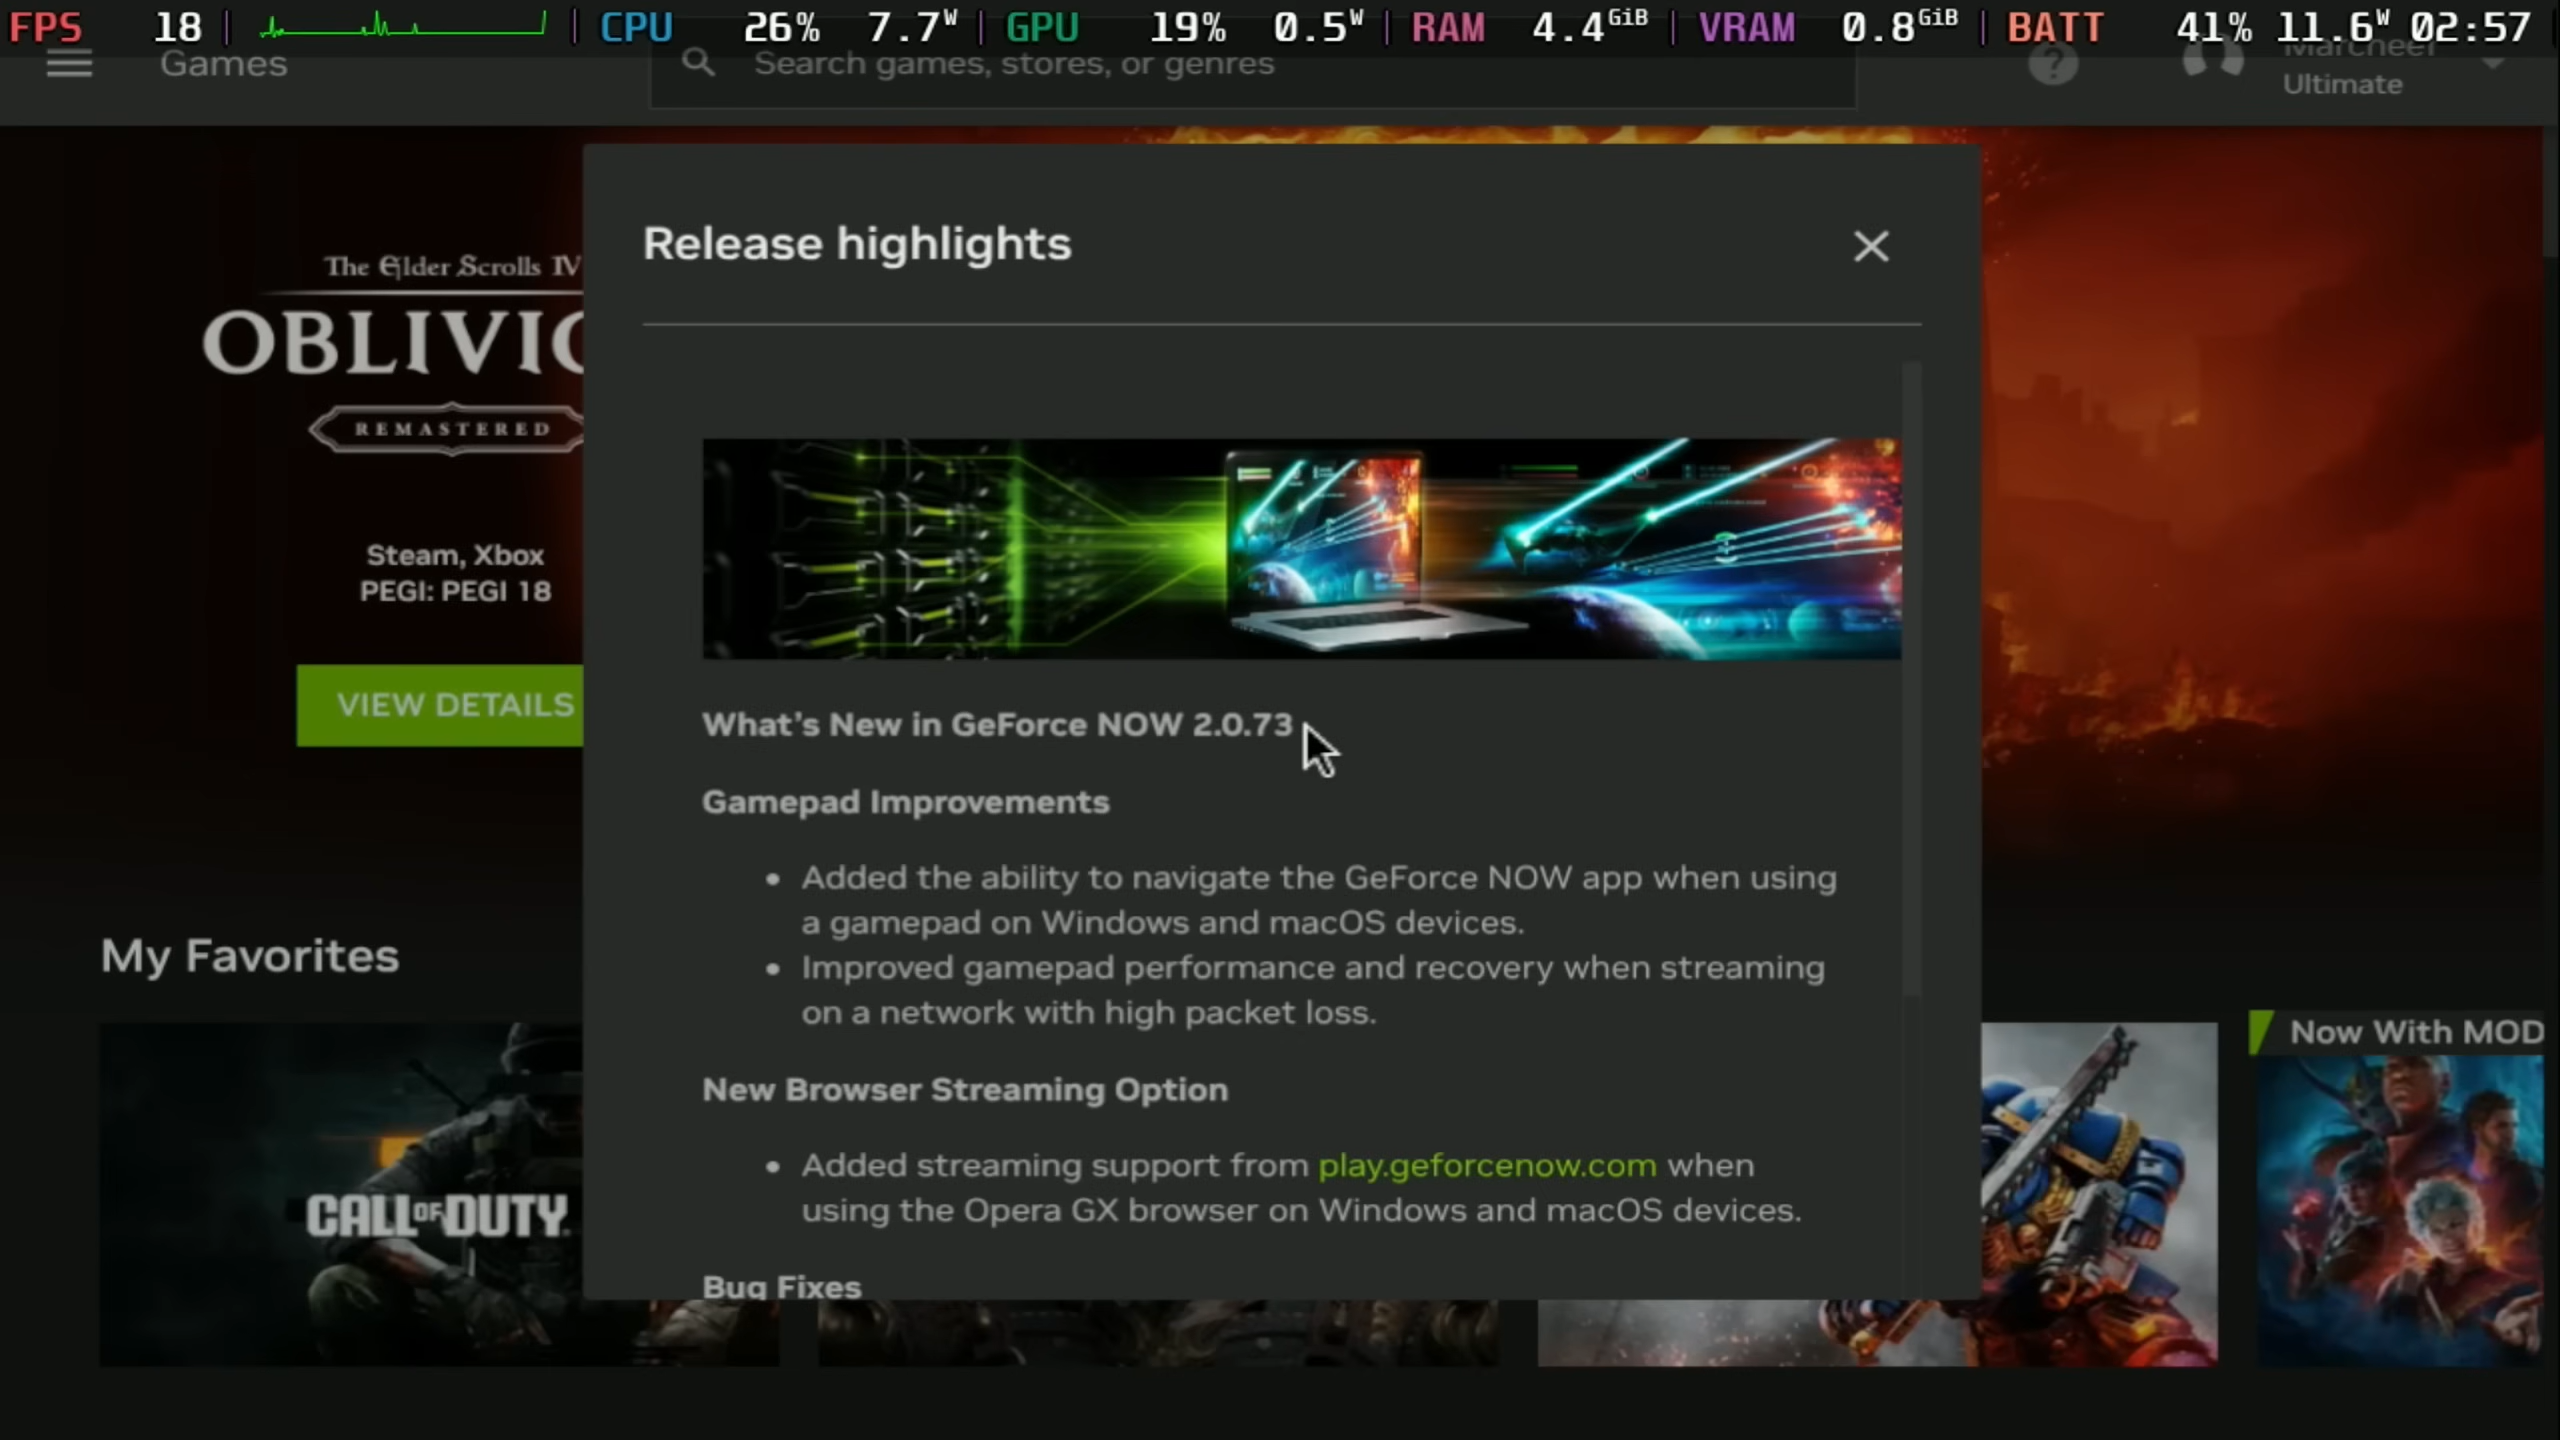 FPS 18 CPU 26% 7.7W GPU 19% 0.5W RAM 4.4GiB VRAM 0.8GiB BATT 41% 11.6W 02:57
Games
Search games, stores, or genres
?
Marcheer
Ultimate
The Elder Scrolls IV
OBLIVIO
REMASTERED
Steam, Xbox
PEGI: PEGI 18
VIEW DETAILS
My Favorites
CALL OF DUTY
Release highlights
What's New in GeForce NOW 2.0.73
Gamepad Improvements
• Added the ability to navigate the GeForce NOW app when using
a gamepad on Windows and macOS devices.
• Improved gamepad performance and recovery when streaming
on a network with high packet loss.
New Browser Streaming Option
• Added streaming support from play.geforcenow.com when
using the Opera GX browser on Windows and macOS devices.
Bug Fixes
Now With MOD